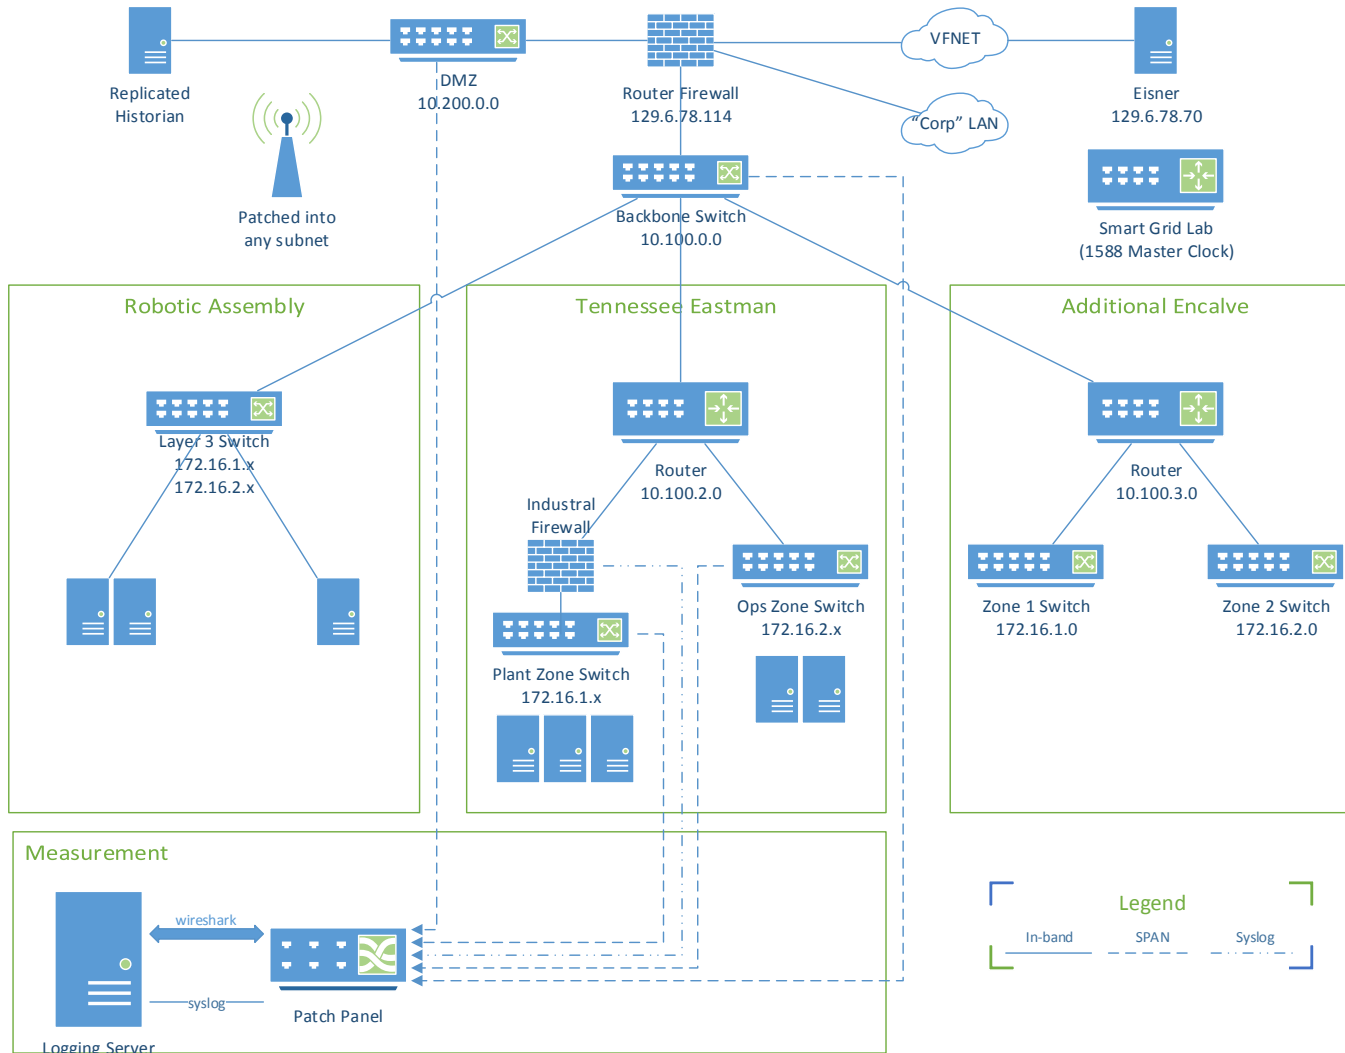 VFNET
Replicated
Historian
DMZ
10.200.0.0
Router Firewall
129.6.78.114
Eisner
129.6.78.70
“Corp” LAN
Patched into
any subnet
Backbone Switch
10.100.0.0
Smart Grid Lab
(1588 Master Clock)
Robotic Assembly
Tennessee Eastman
Additional Encalve
Layer 3 Switch
172.16.1.x
172.16.2.x
Router
10.100.2.0
Router
10.100.3.0
Industral
Firewall
Ops Zone Switch
172.16.2.x
Zone 1 Switch
172.16.1.0
Zone 2 Switch
172.16.2.0
Plant Zone Switch
172.16.1.x
Measurement
wireshark
syslog
Patch Panel
Logging Server
Legend
In-band
SPAN
Syslog